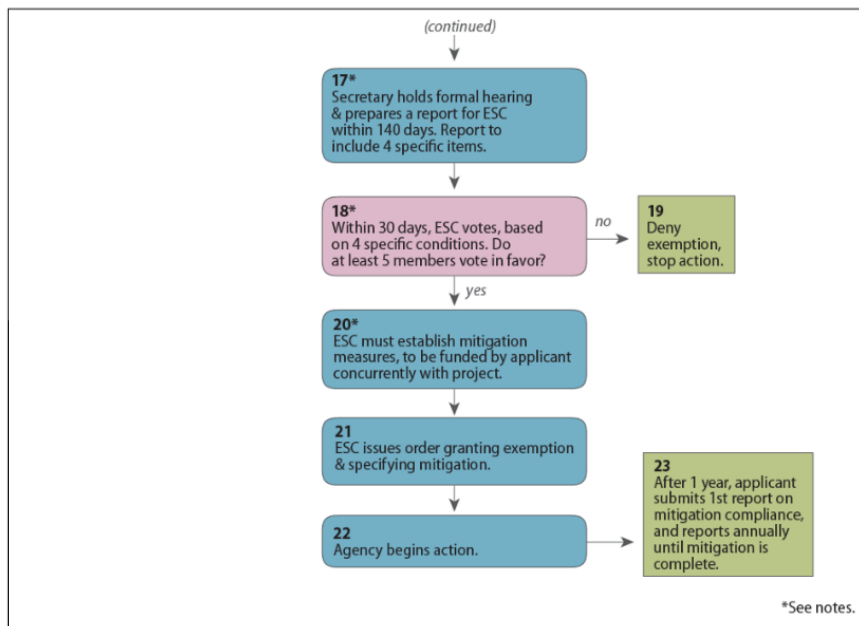 (continued)
17*
Secretary holds formal hearing
& prepares a report for ESC
within 140 days. Report to
include 4 specific items.
18*
Within 30 days, ESC votes, based
on 4 specific conditions. Do
at least 5 members vote in favor?
no
19
Deny
exemption,
stop action.
yes
20*
ESC must establish mitigation
measures, to be funded by applicant
concurrently with project.
21
ESC issues order granting exemption
& specifying mitigation.
22
Agency begins action.
23
After 1 year, applicant
submits 1st report on
mitigation compliance,
and reports annually
until mitigation is
complete.
*See notes.